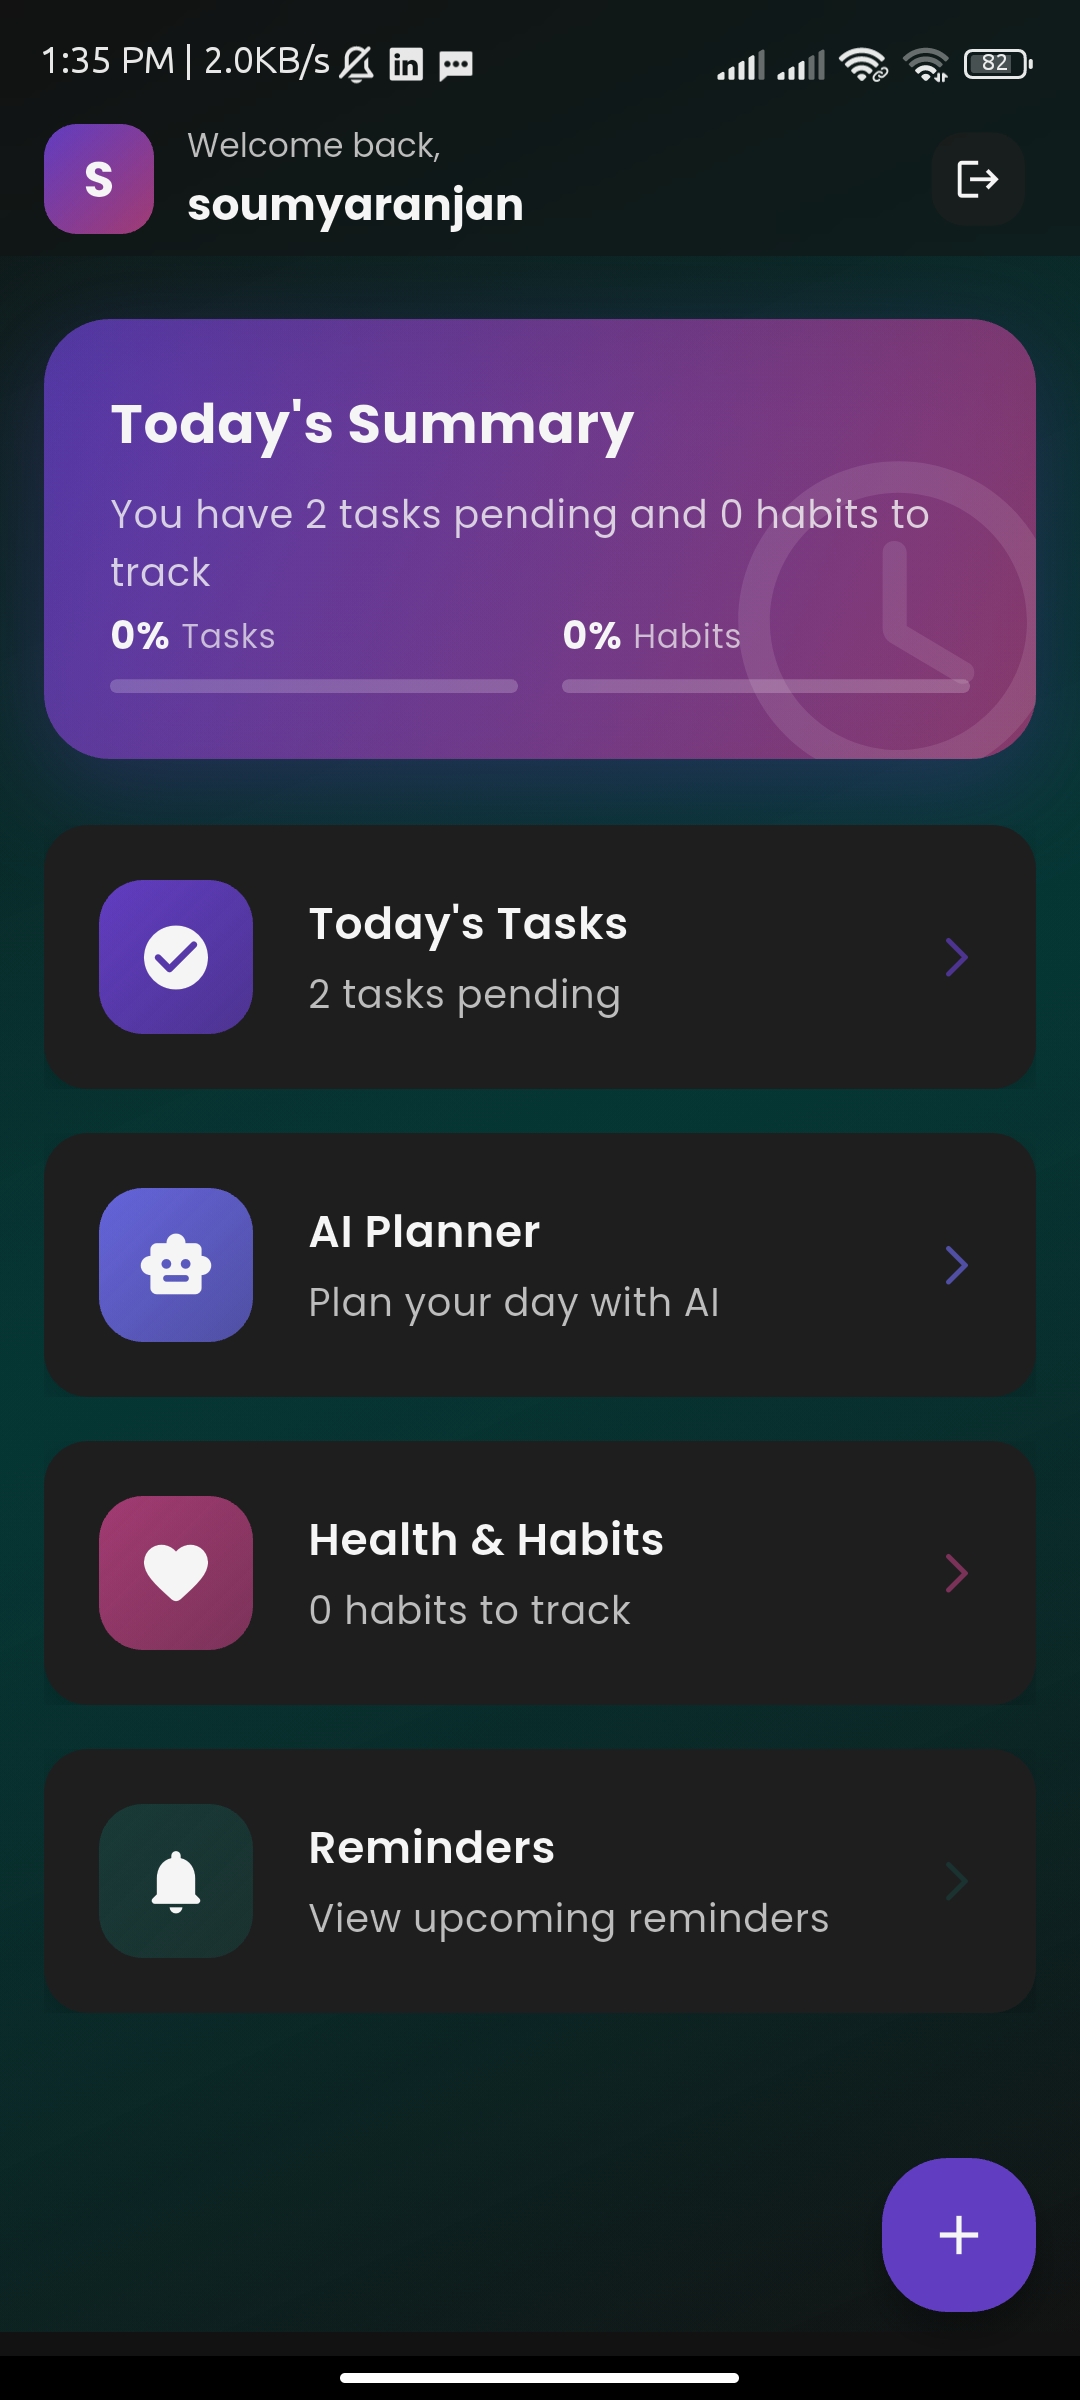 1:35 PM | 2.0KB/s
82
S
Welcome back,
soumyaranjan
Today's Summary
You have 2 tasks pending and 0 habits to
track
0% Tasks
0% Habits
Today's Tasks
2 tasks pending
AI Planner
Plan your day with AI
Health & Habits
0 habits to track
Reminders
View upcoming reminders